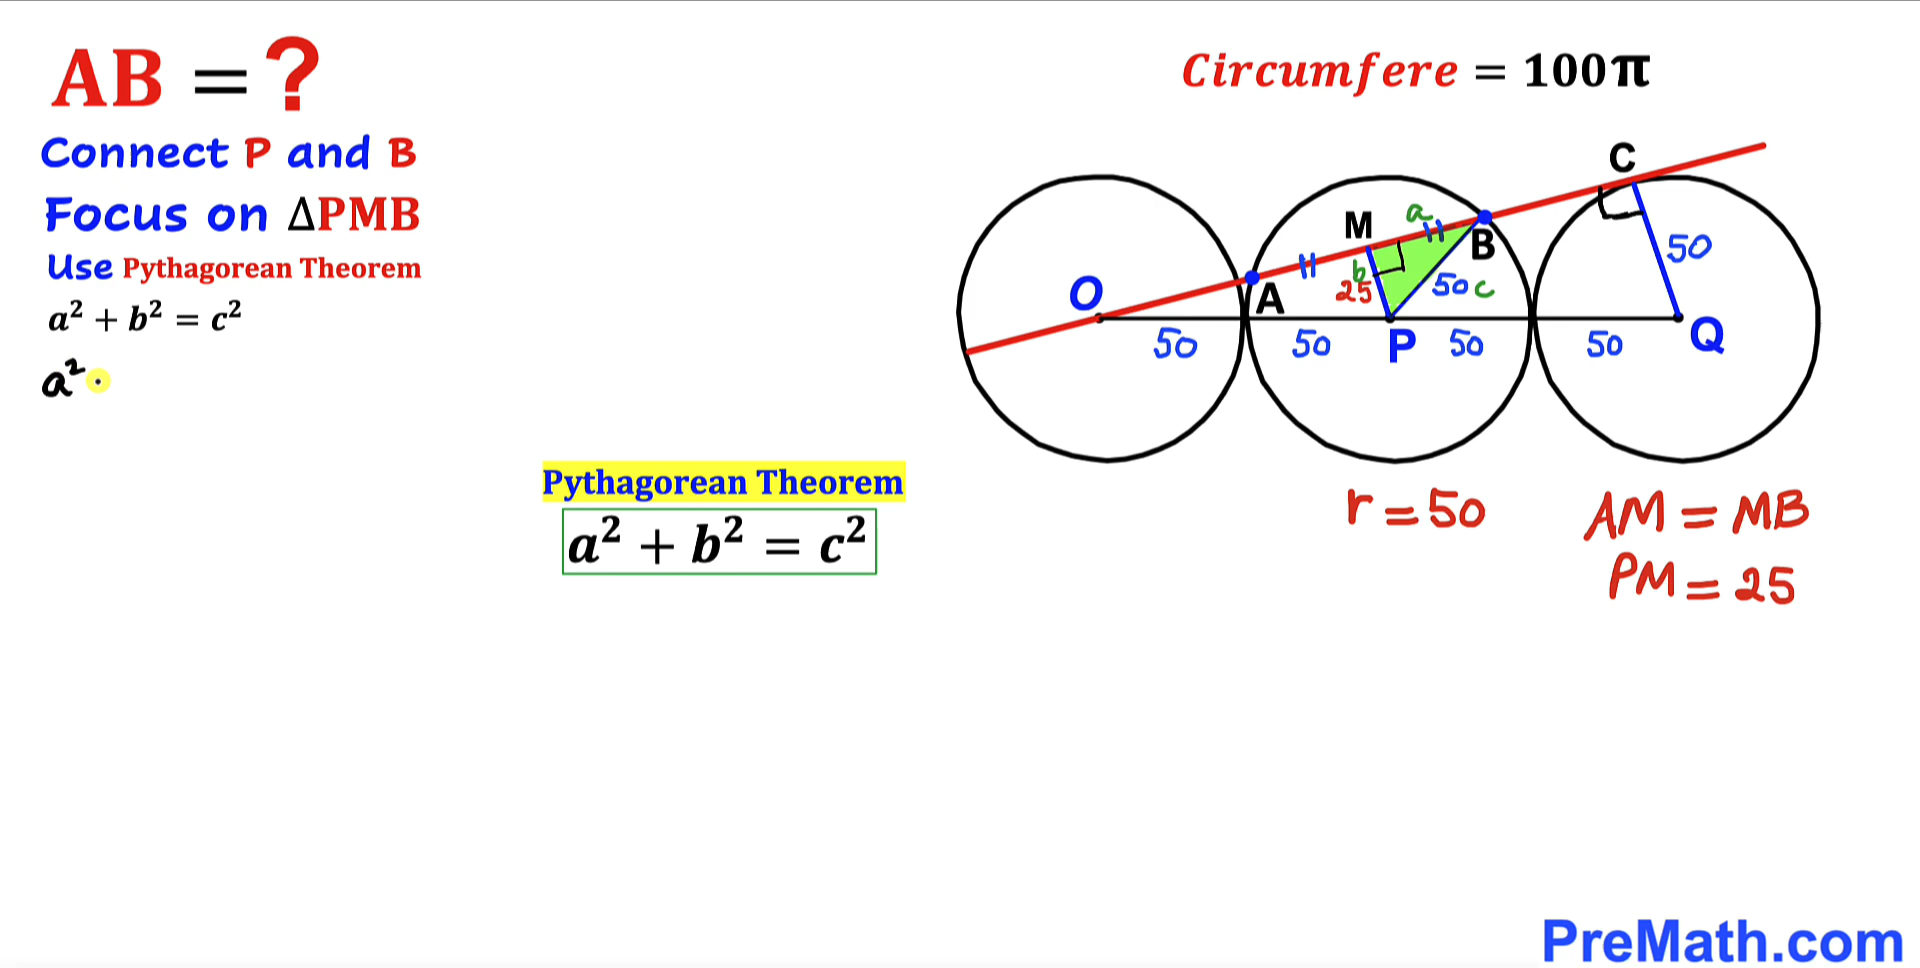 AB = ?
Connect P and B
Focus on ΔPMB
Use Pythagorean Theorem
a² + b² = c²
a²
Pythagorean Theorem
a² + b² = c²
Circumfere = 100π
C
M
a
B
50
O
A
b
25
50 c
50
50
P
50
50
Q
r = 50
AM = MB
PM = 25
PreMath.com